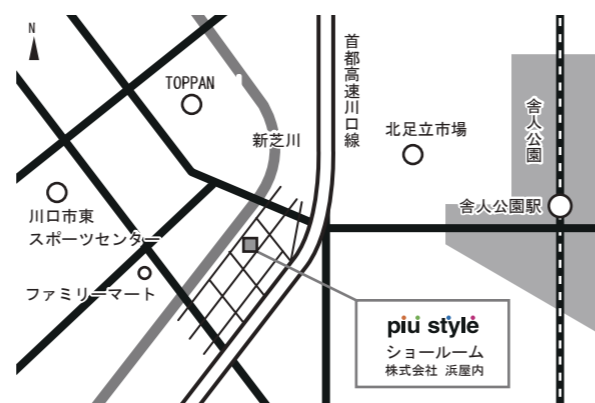 N
TOPPAN
首都高速川口線
新芝川
北足立市場
舎人公園
舎人公園駅
川口市東
スポーツセンター
ファミリーマート
piu style
ショールーム
株式会社 浜屋内